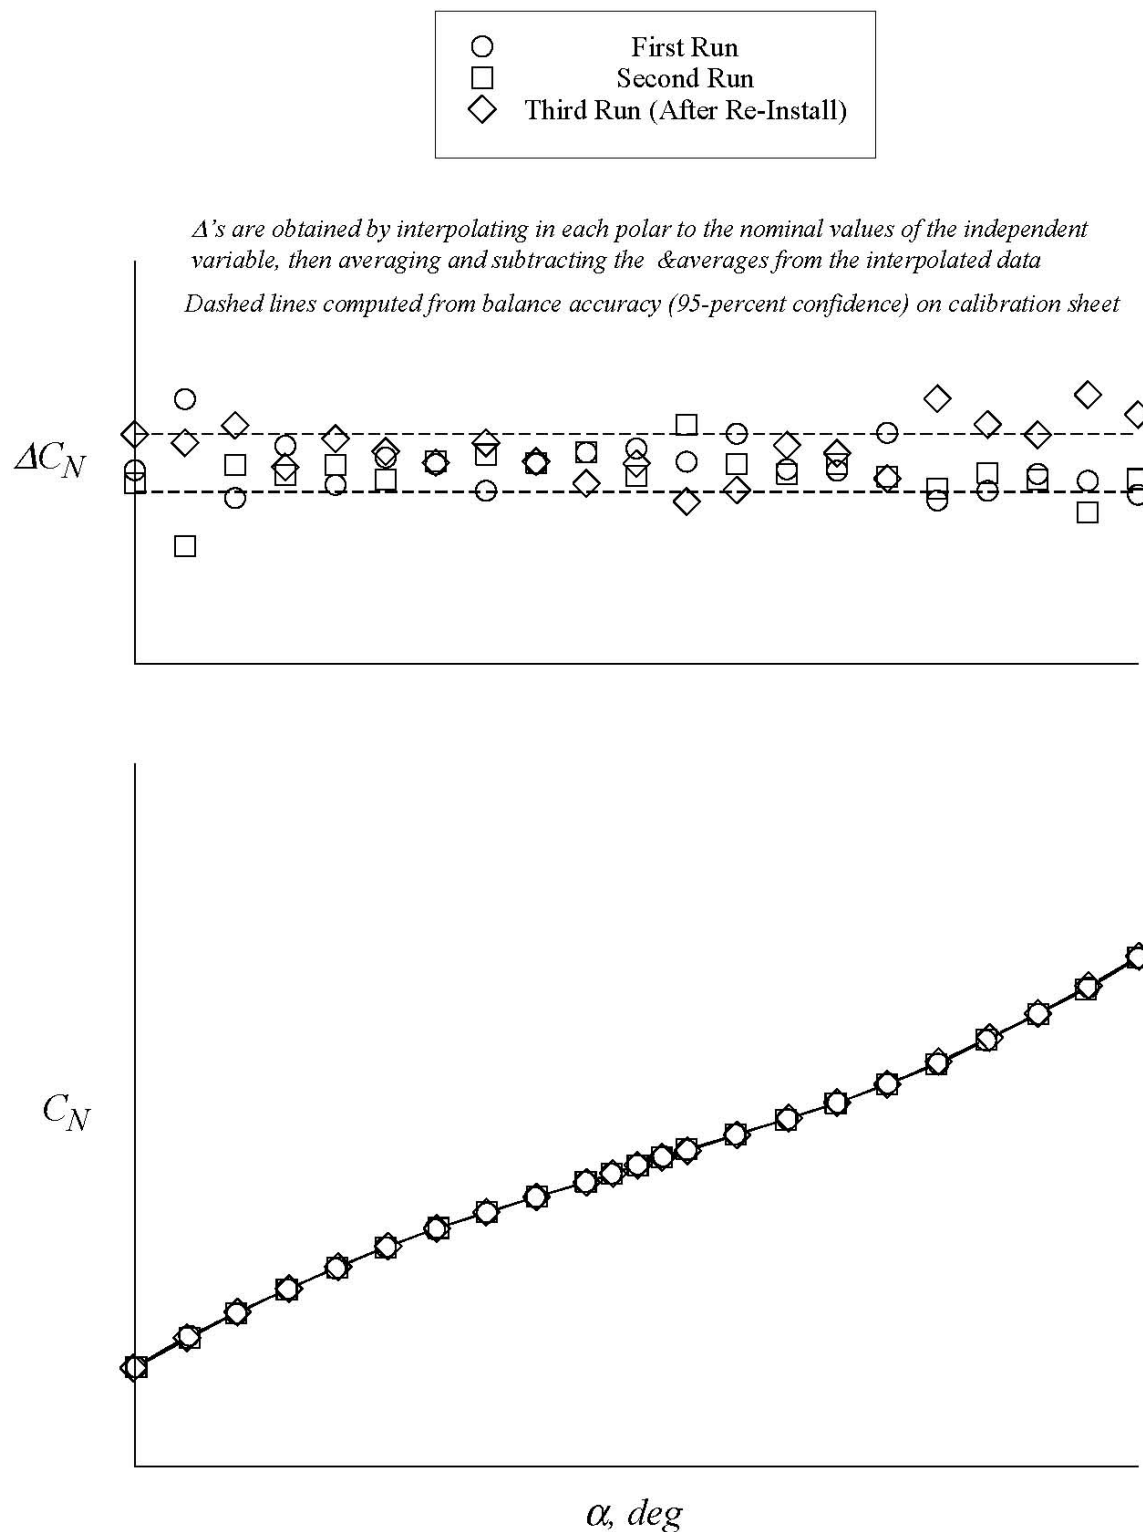 First Run
Second Run
Third Run (After Re-Install)
Δ's are obtained by interpolating in each polar to the nominal values of the independent
variable, then averaging and subtracting the &averages from the interpolated data
Dashed lines computed from balance accuracy (95-percent confidence) on calibration sheet
ΔC_N
C_N
α, deg